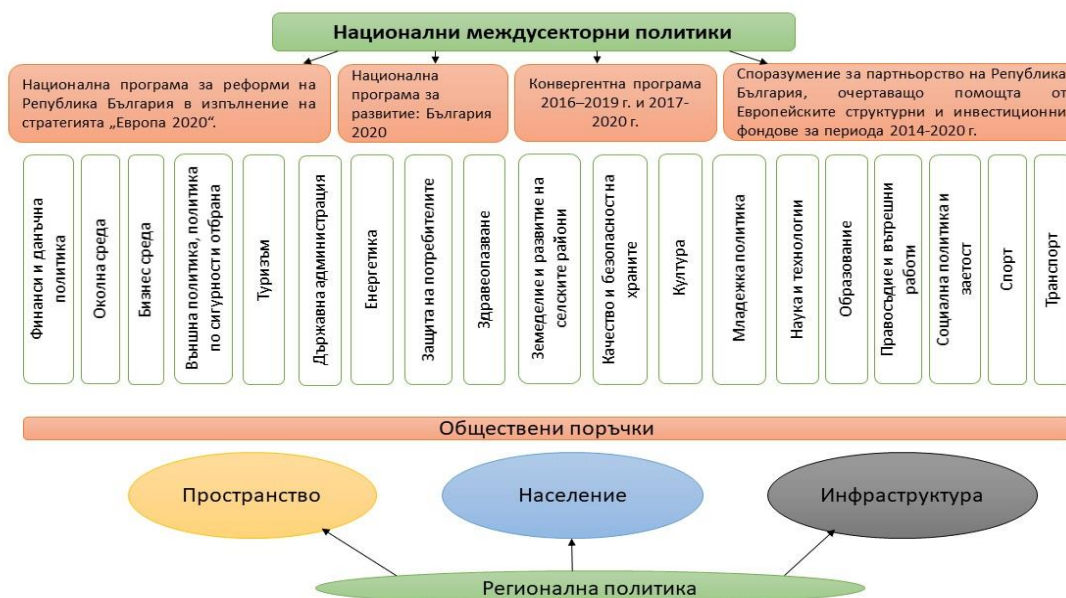 Национални междусекторни политики
Национална програма за реформи на
Република България в изпълнение на
стратегията „Европа 2020“.
Национална
програма за
развитие: България
2020
Конвергентна програма
2016–2019 г. и 2017-
2020 г.
Споразумение за партньорство на Република
България, очертаващо помощта от
Европейските структурни и инвестиционни
фондове за периода 2014-2020 г.
Финанси и данъчна
политика
Околна среда
Бизнес среда
Външна политика, политика
по сигурност и отбрана
Туризъм
Държавна администрация
Енергетика
Защита на потребителите
Здравеопазване
Земеделие и развитие на
селските райони
Качество и безопасност на
храните
Култура
Младежка политика
Наука и технологии
Образование
Правосъдие и вътрешни
работи
Социална политика и
заетост
Спорт
Транспорт
Обществени поръчки
Пространство
Население
Инфраструктура
Регионална политика